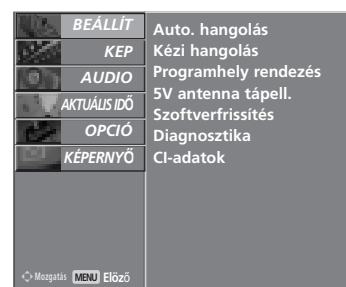 BEÁLLÍT
KEP
AUDIO
AKTUÁLIS IDŐ
OPCIÓ
KÉPERNYŐ
Auto. hangolás
Kézi hangolás
Programhely rendezés
5V antenna tápell.
Szoftverfrissítés
Diagnosztika
CI-adatok
Mozgatás MENU Előző